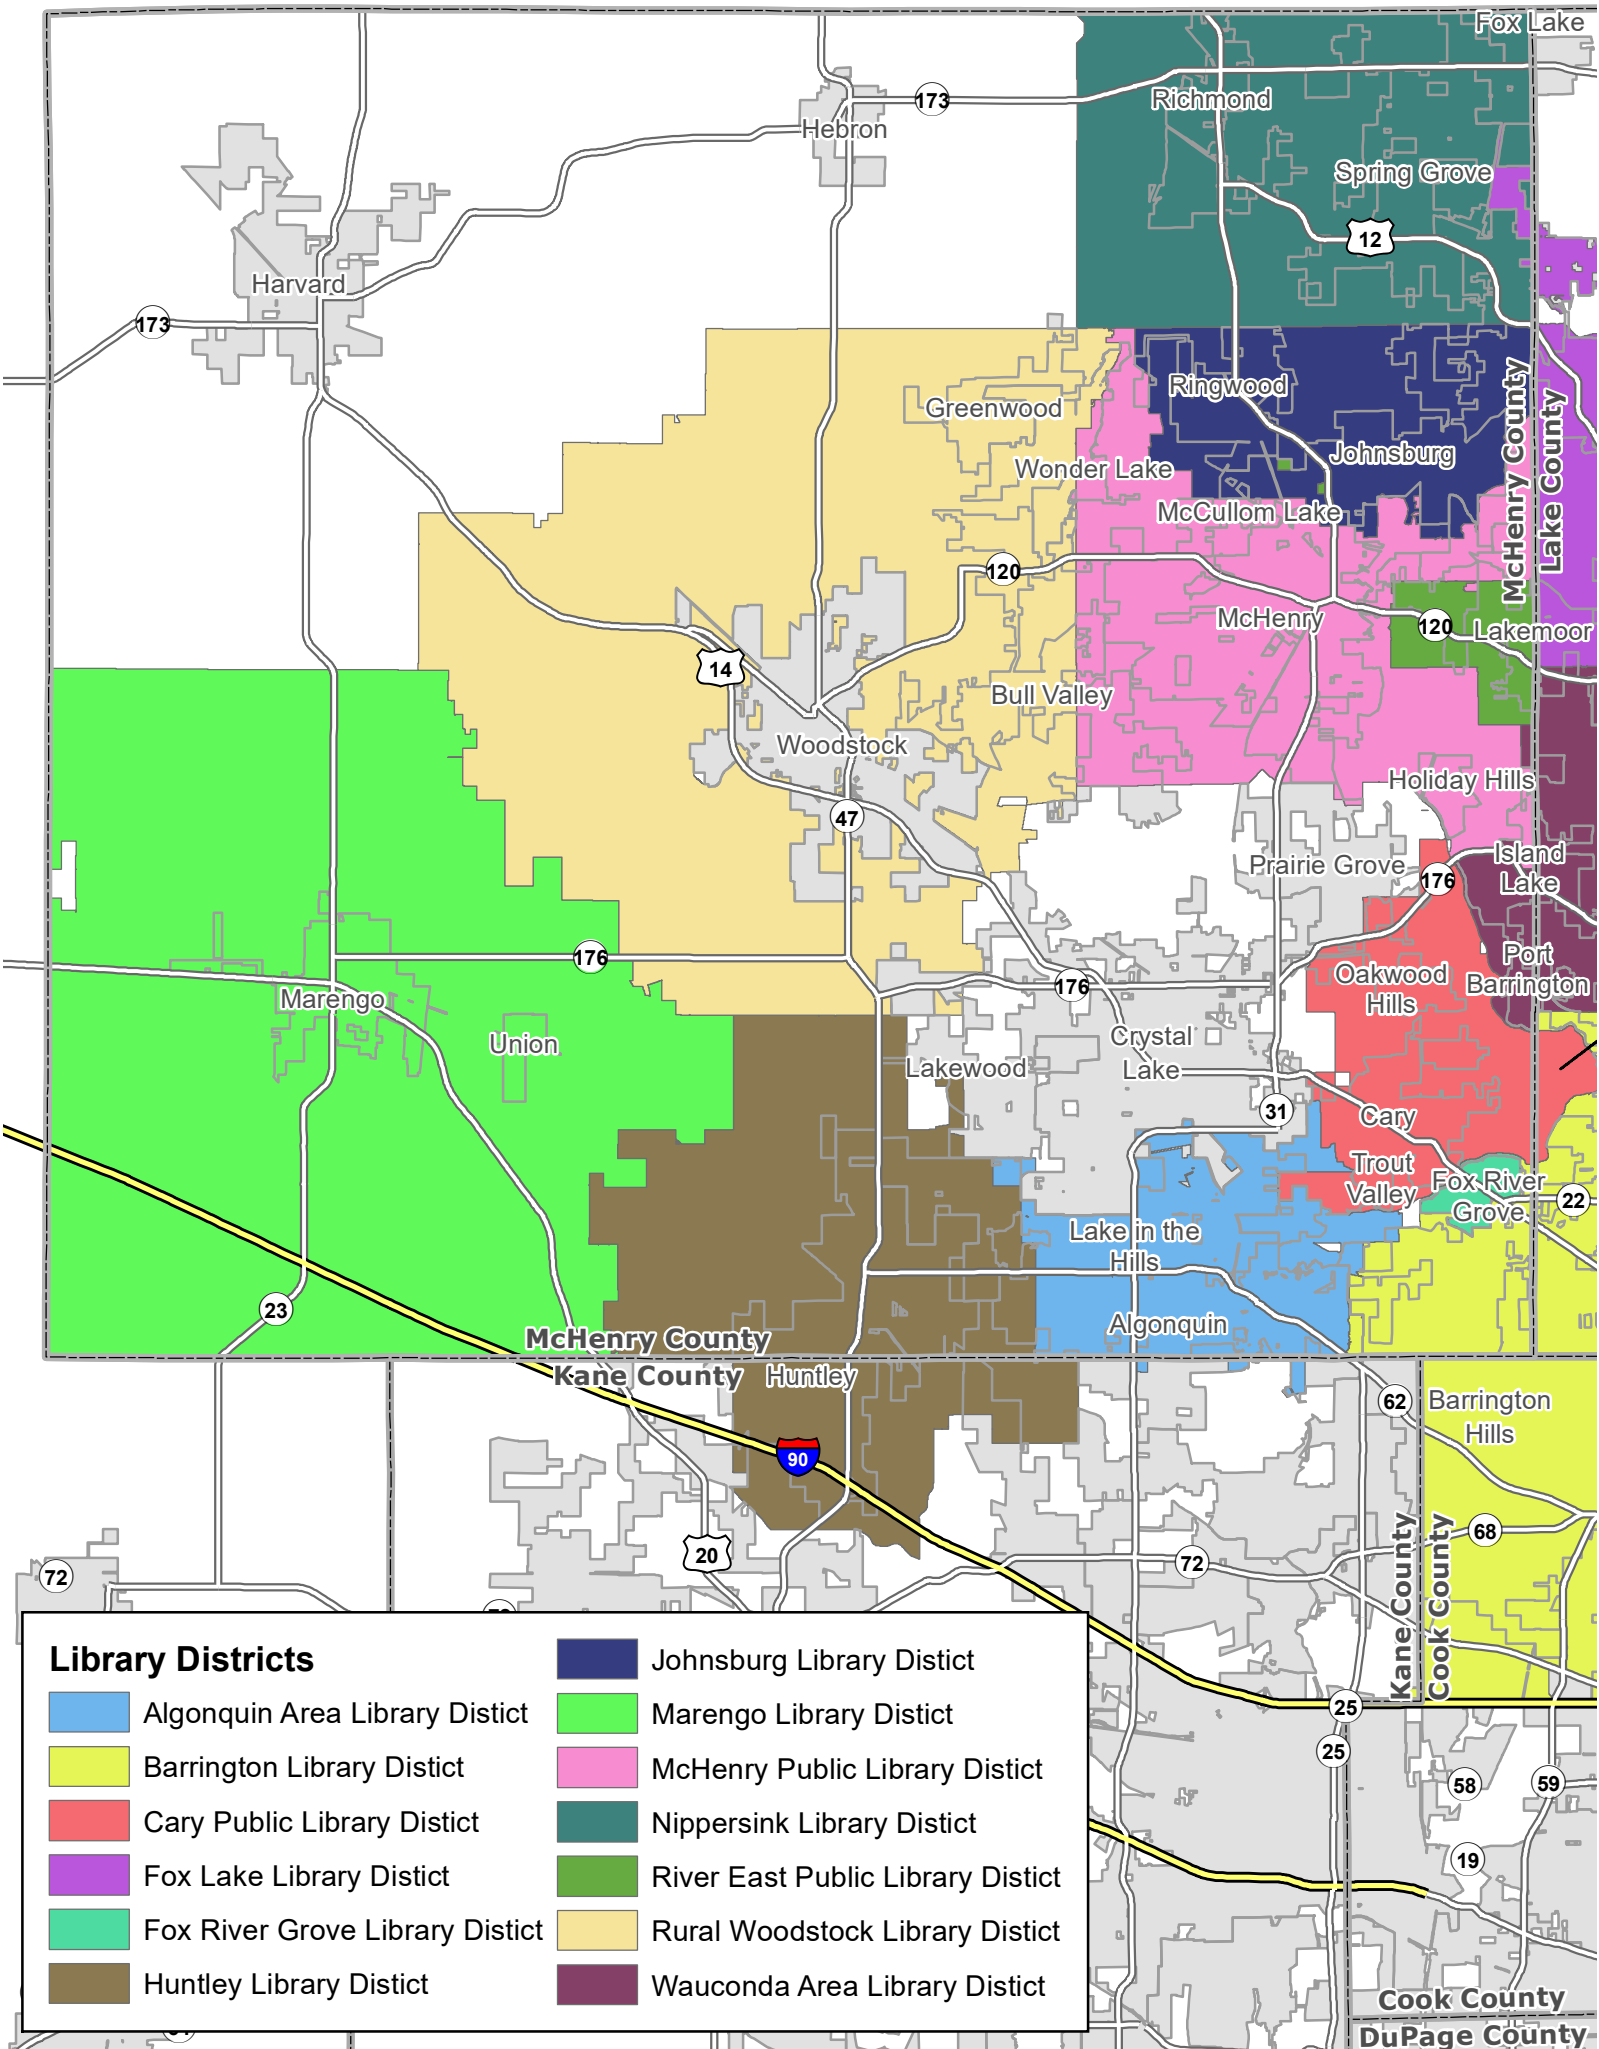 Fox Lake
173
Richmond
Hebron
Spring Grove
12
Harvard
173
Ringwood
Greenwood
Johnsburg
Wonder Lake
McCullom Lake
McHenry County
Lake County
120
McHenry
120
Lakemoor
14
Bull Valley
Woodstock
Holiday Hills
47
Island
Lake
Prairie Grove
176
176
Port
Barrington
Oakwood
Hills
176
Marengo
Union
Crystal
Lake
Lakewood
31
Cary
Trout
Valley
Fox River
Grove
22
Lake in the
Hills
23
Algonquin
McHenry County
Kane County
Huntley
62
Barrington
Hills
90
68
20
72
72
Kane County
Cook County
Library Districts
Algonquin Area Library Distict
Barrington Library Distict
Cary Public Library Distict
Fox Lake Library Distict
Fox River Grove Library Distict
Huntley Library Distict
Johnsburg Library Distict
Marengo Library Distict
McHenry Public Library Distict
Nippersink Library Distict
River East Public Library Distict
Rural Woodstock Library Distict
Wauconda Area Library Distict
25
25
58
59
19
Cook County
DuPage County